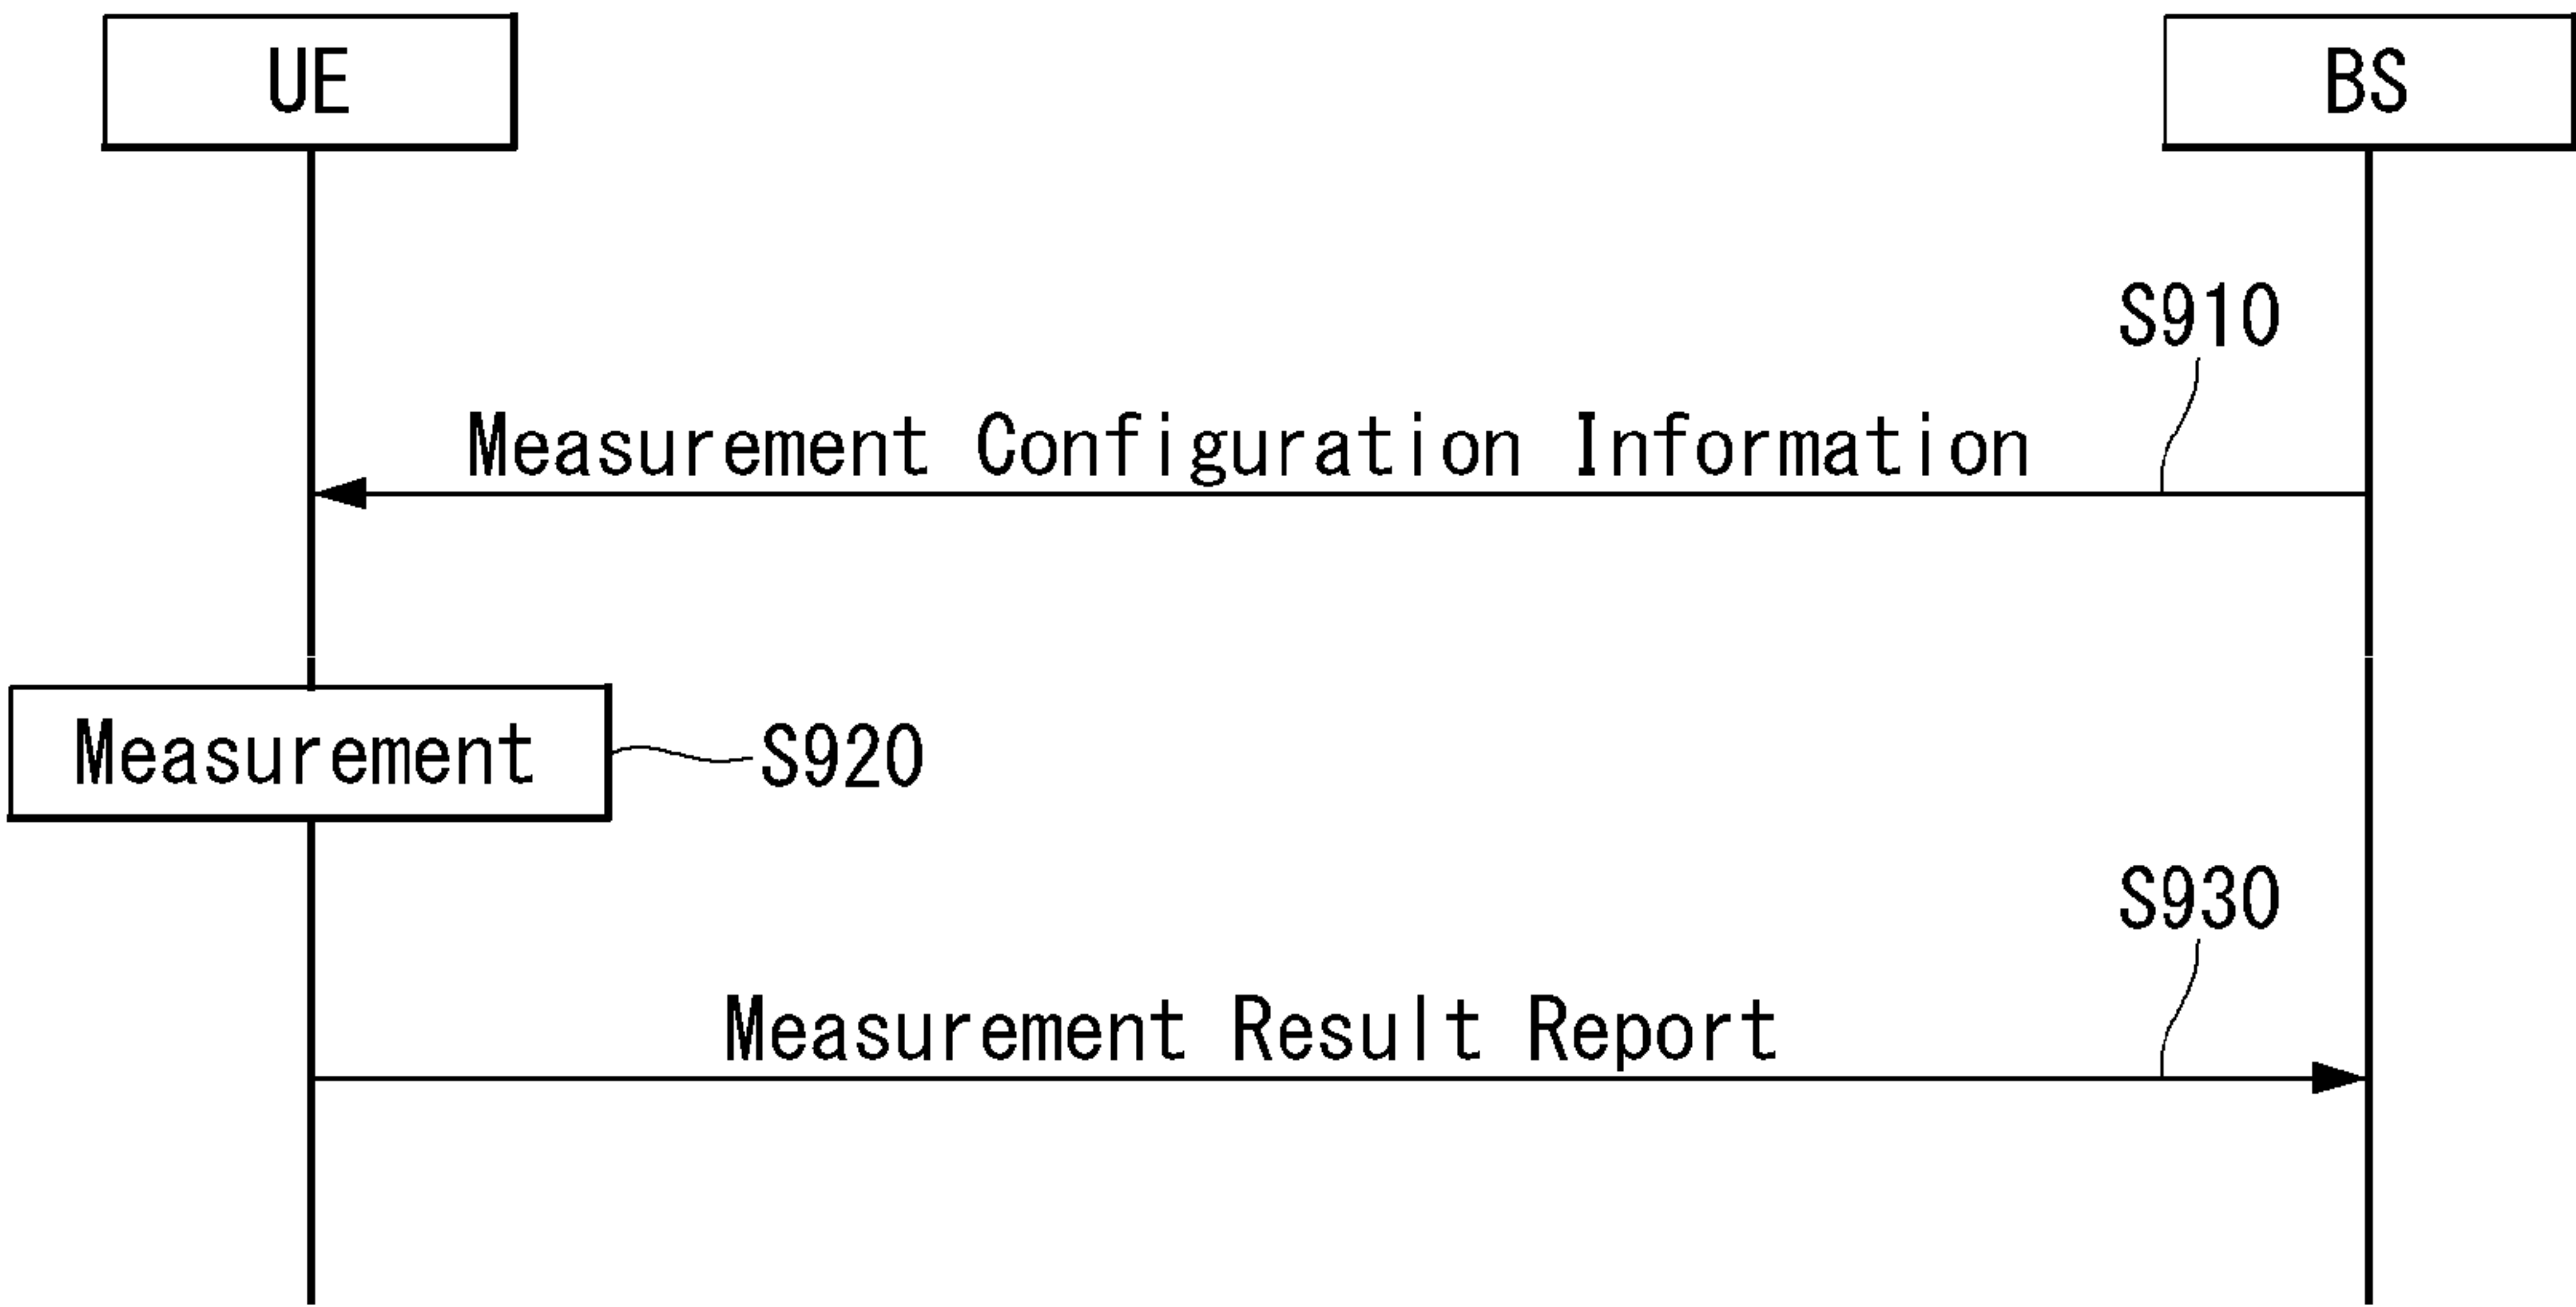 UE
BS
S910
Measurement Configuration Information
Measurement
S920
S930
Measurement Result Report